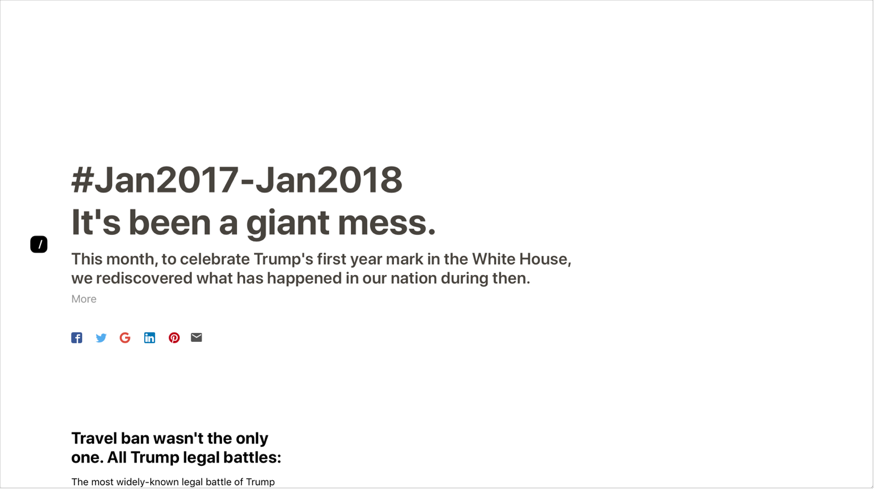 #Jan2017-Jan2018
It's been a giant mess.
/
This month, to celebrate Trump's first year mark in the White House,
we rediscovered what has happened in our nation during then.
More
Travel ban wasn't the only
one. All Trump legal battles:
The most widely-known legal battle of Trump